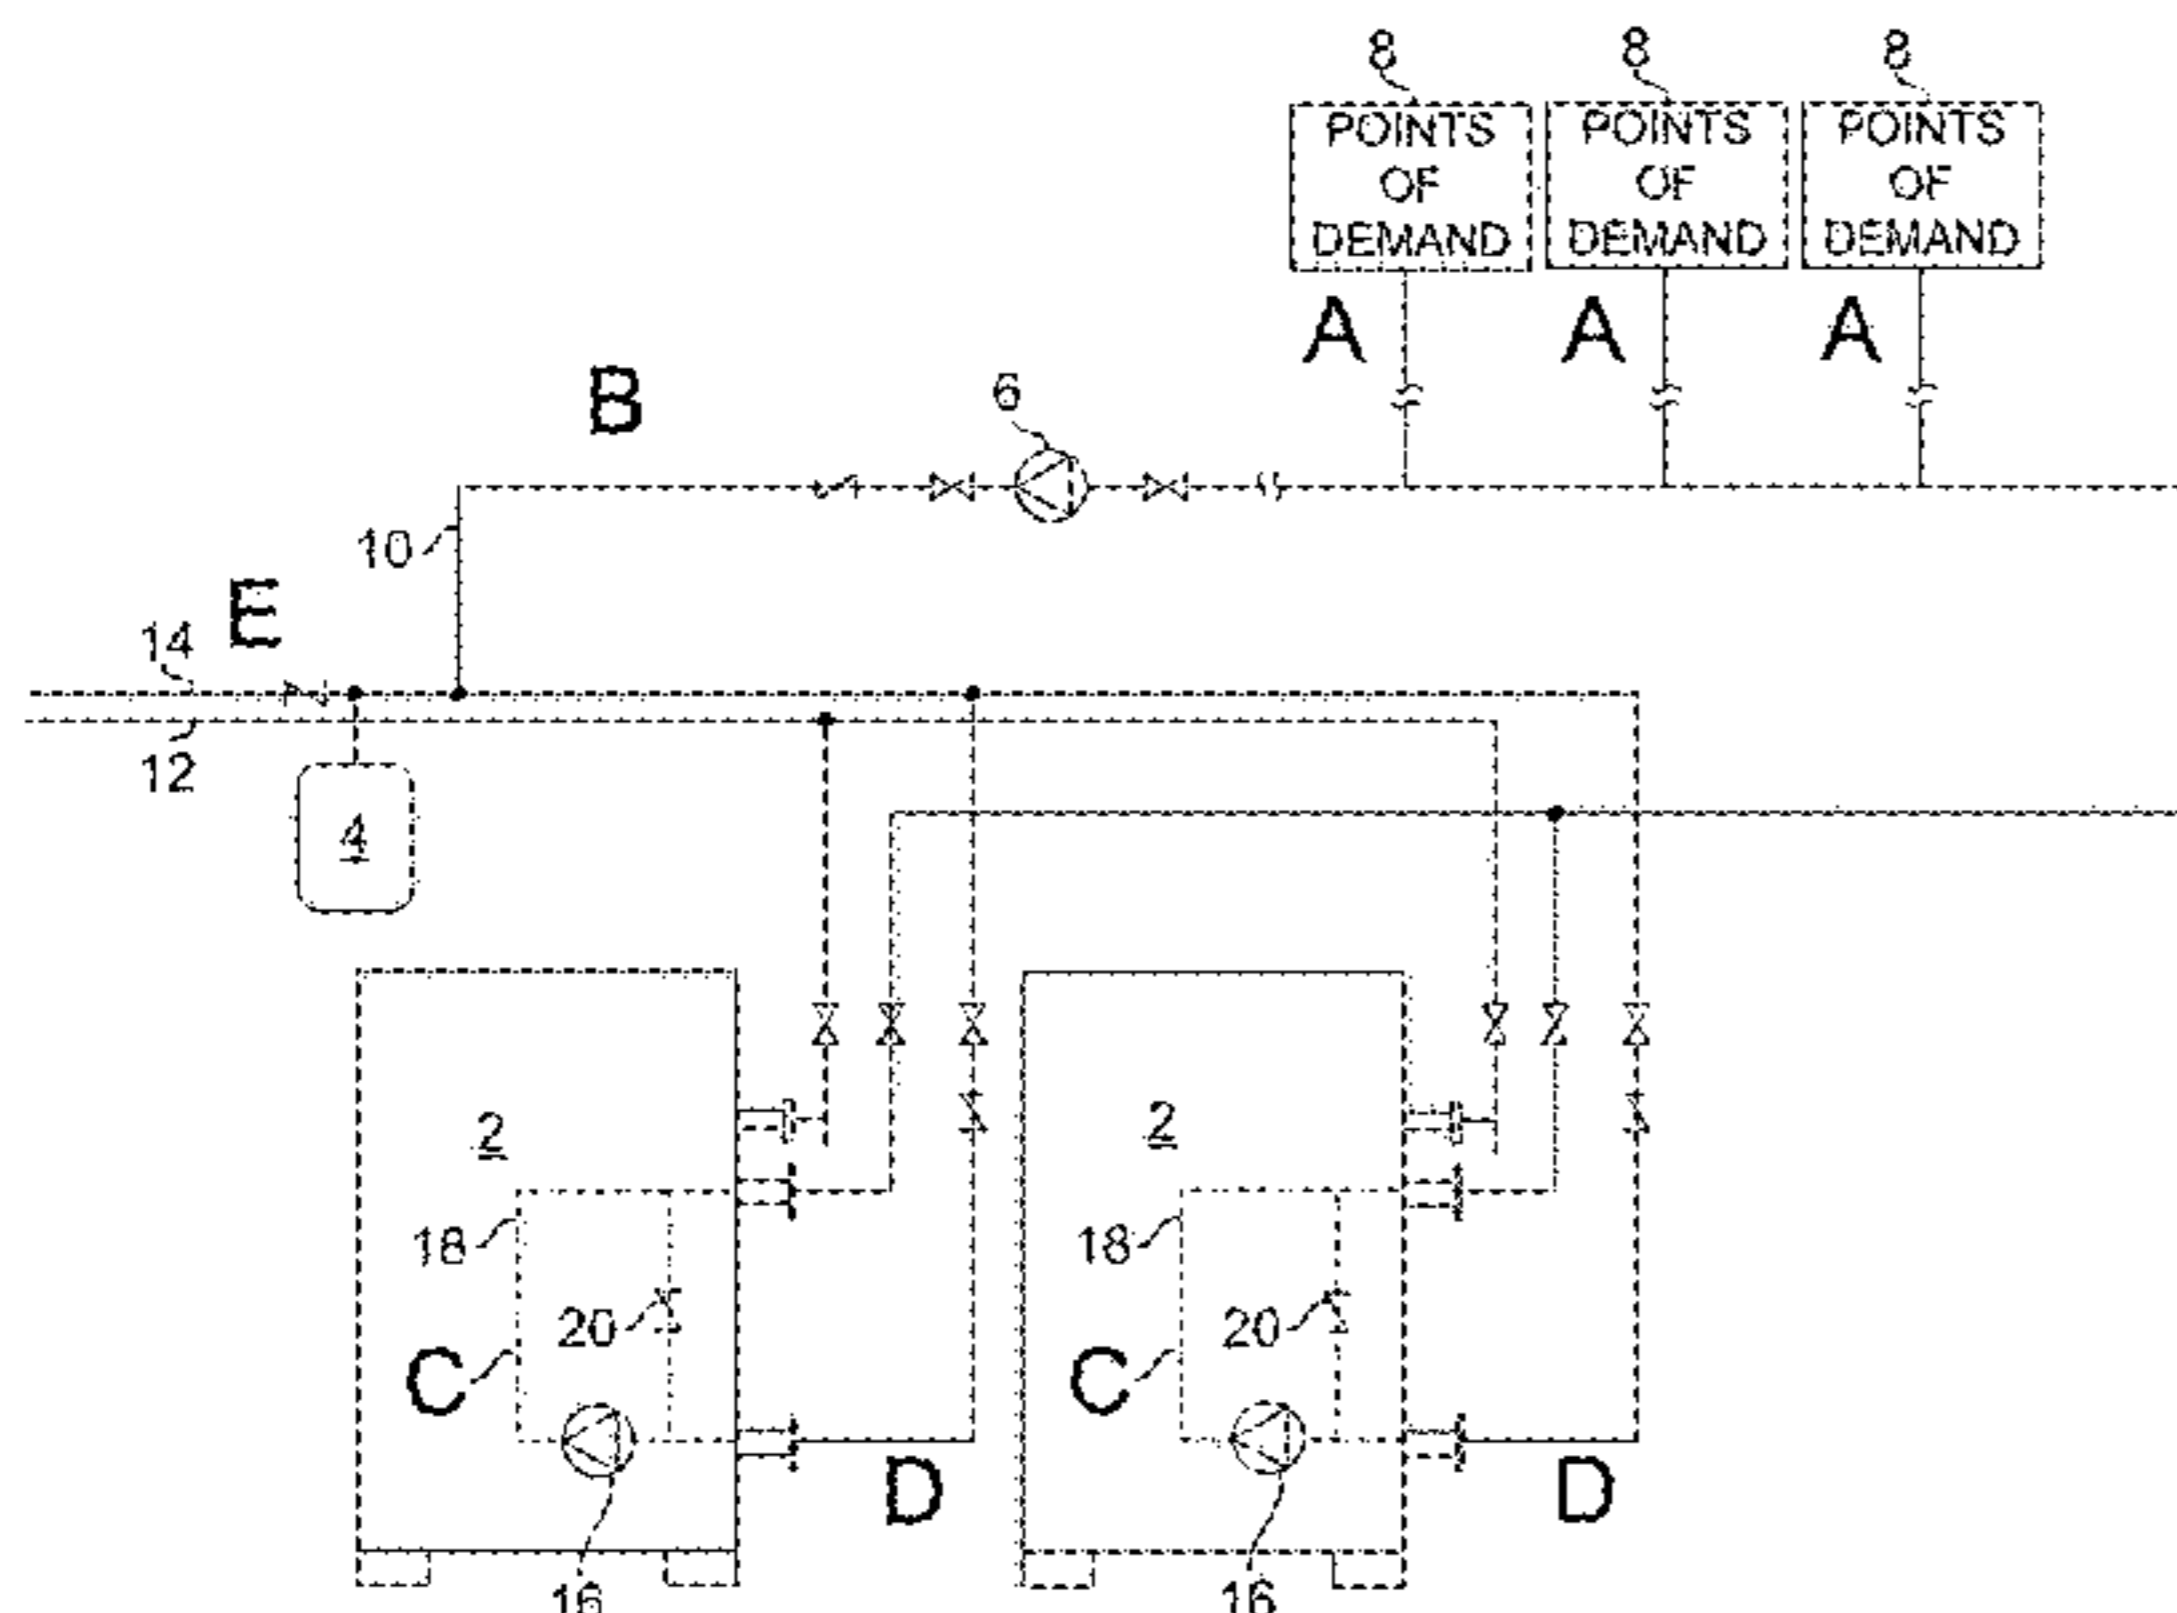 8 8 8
POINTS POINTS POINTS
OF OF OF
DEMAND DEMAND DEMAND
A A A
B 6
10
E
14
12
4
2 2
18 18
20 20
C C
D D
16 16